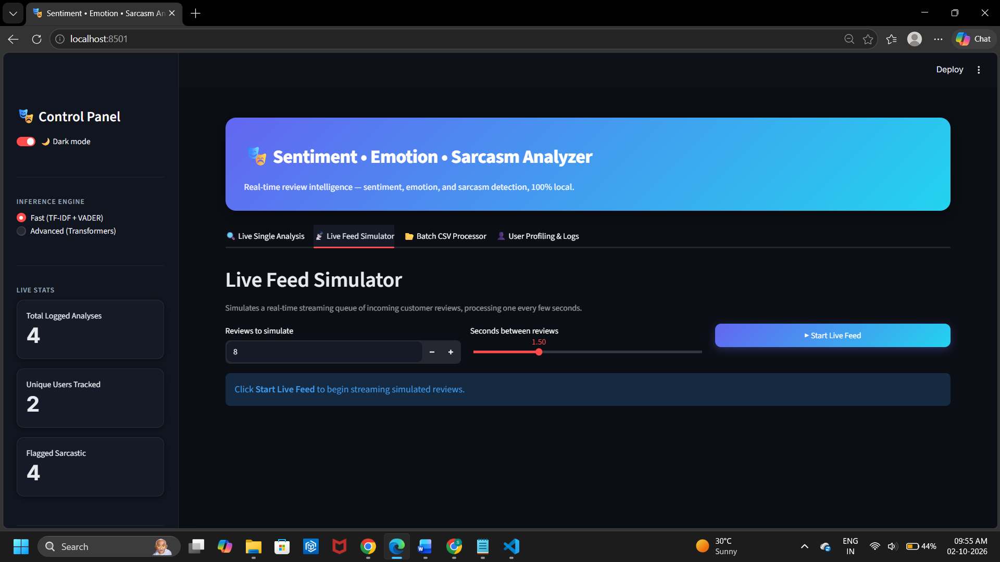 Sentiment • Emotion • Sarcasm An
localhost:8501
Chat
Deploy
Control Panel
Dark mode
INFERENCE ENGINE
Fast (TF-IDF + VADER)
Advanced (Transformers)
LIVE STATS
Total Logged Analyses
4
Unique Users Tracked
2
Flagged Sarcastic
4
Sentiment • Emotion • Sarcasm Analyzer
Real-time review intelligence — sentiment, emotion, and sarcasm detection, 100% local.
Live Single Analysis
Live Feed Simulator
Batch CSV Processor
User Profiling & Logs
Live Feed Simulator
Simulates a real-time streaming queue of incoming customer reviews, processing one every few seconds.
Reviews to simulate
8
Seconds between reviews
1.50
Start Live Feed
Click Start Live Feed to begin streaming simulated reviews.
Search
30°C
Sunny
ENG
IN
44%
09:55 AM
02-10-2026